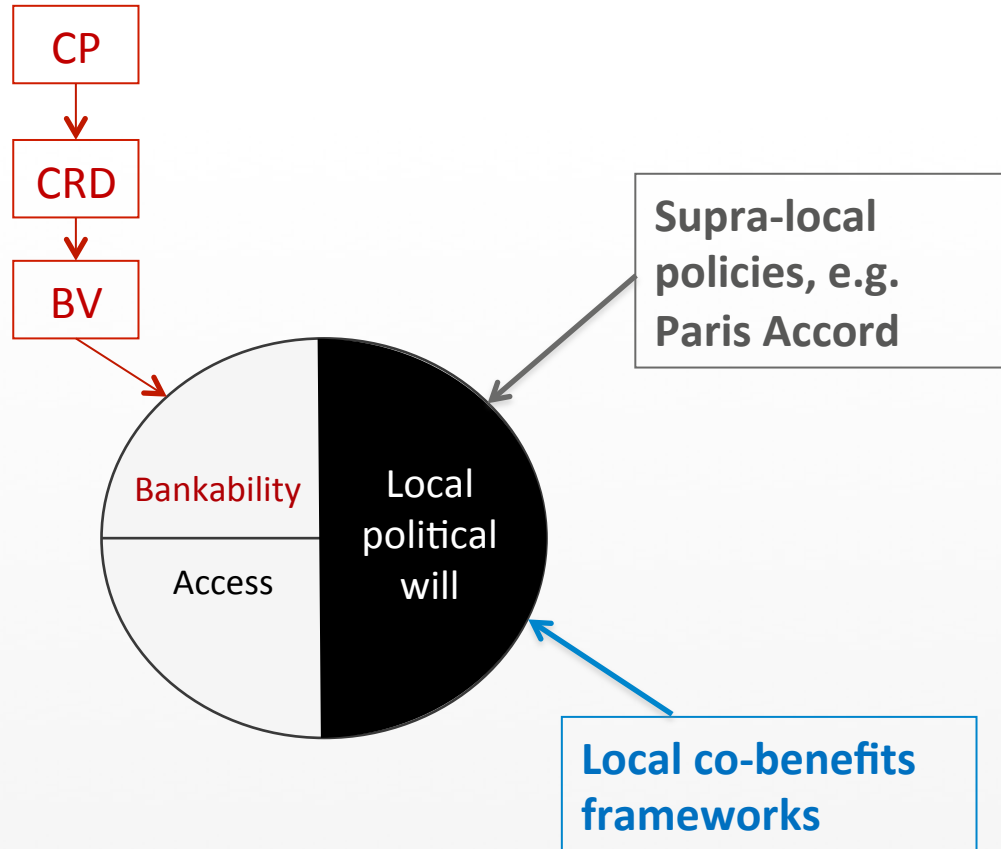 CP
CRD
BV
Supra-local
policies, e.g.
Paris Accord
Bankability
Access
Local
political
will
Local co-benefits
frameworks